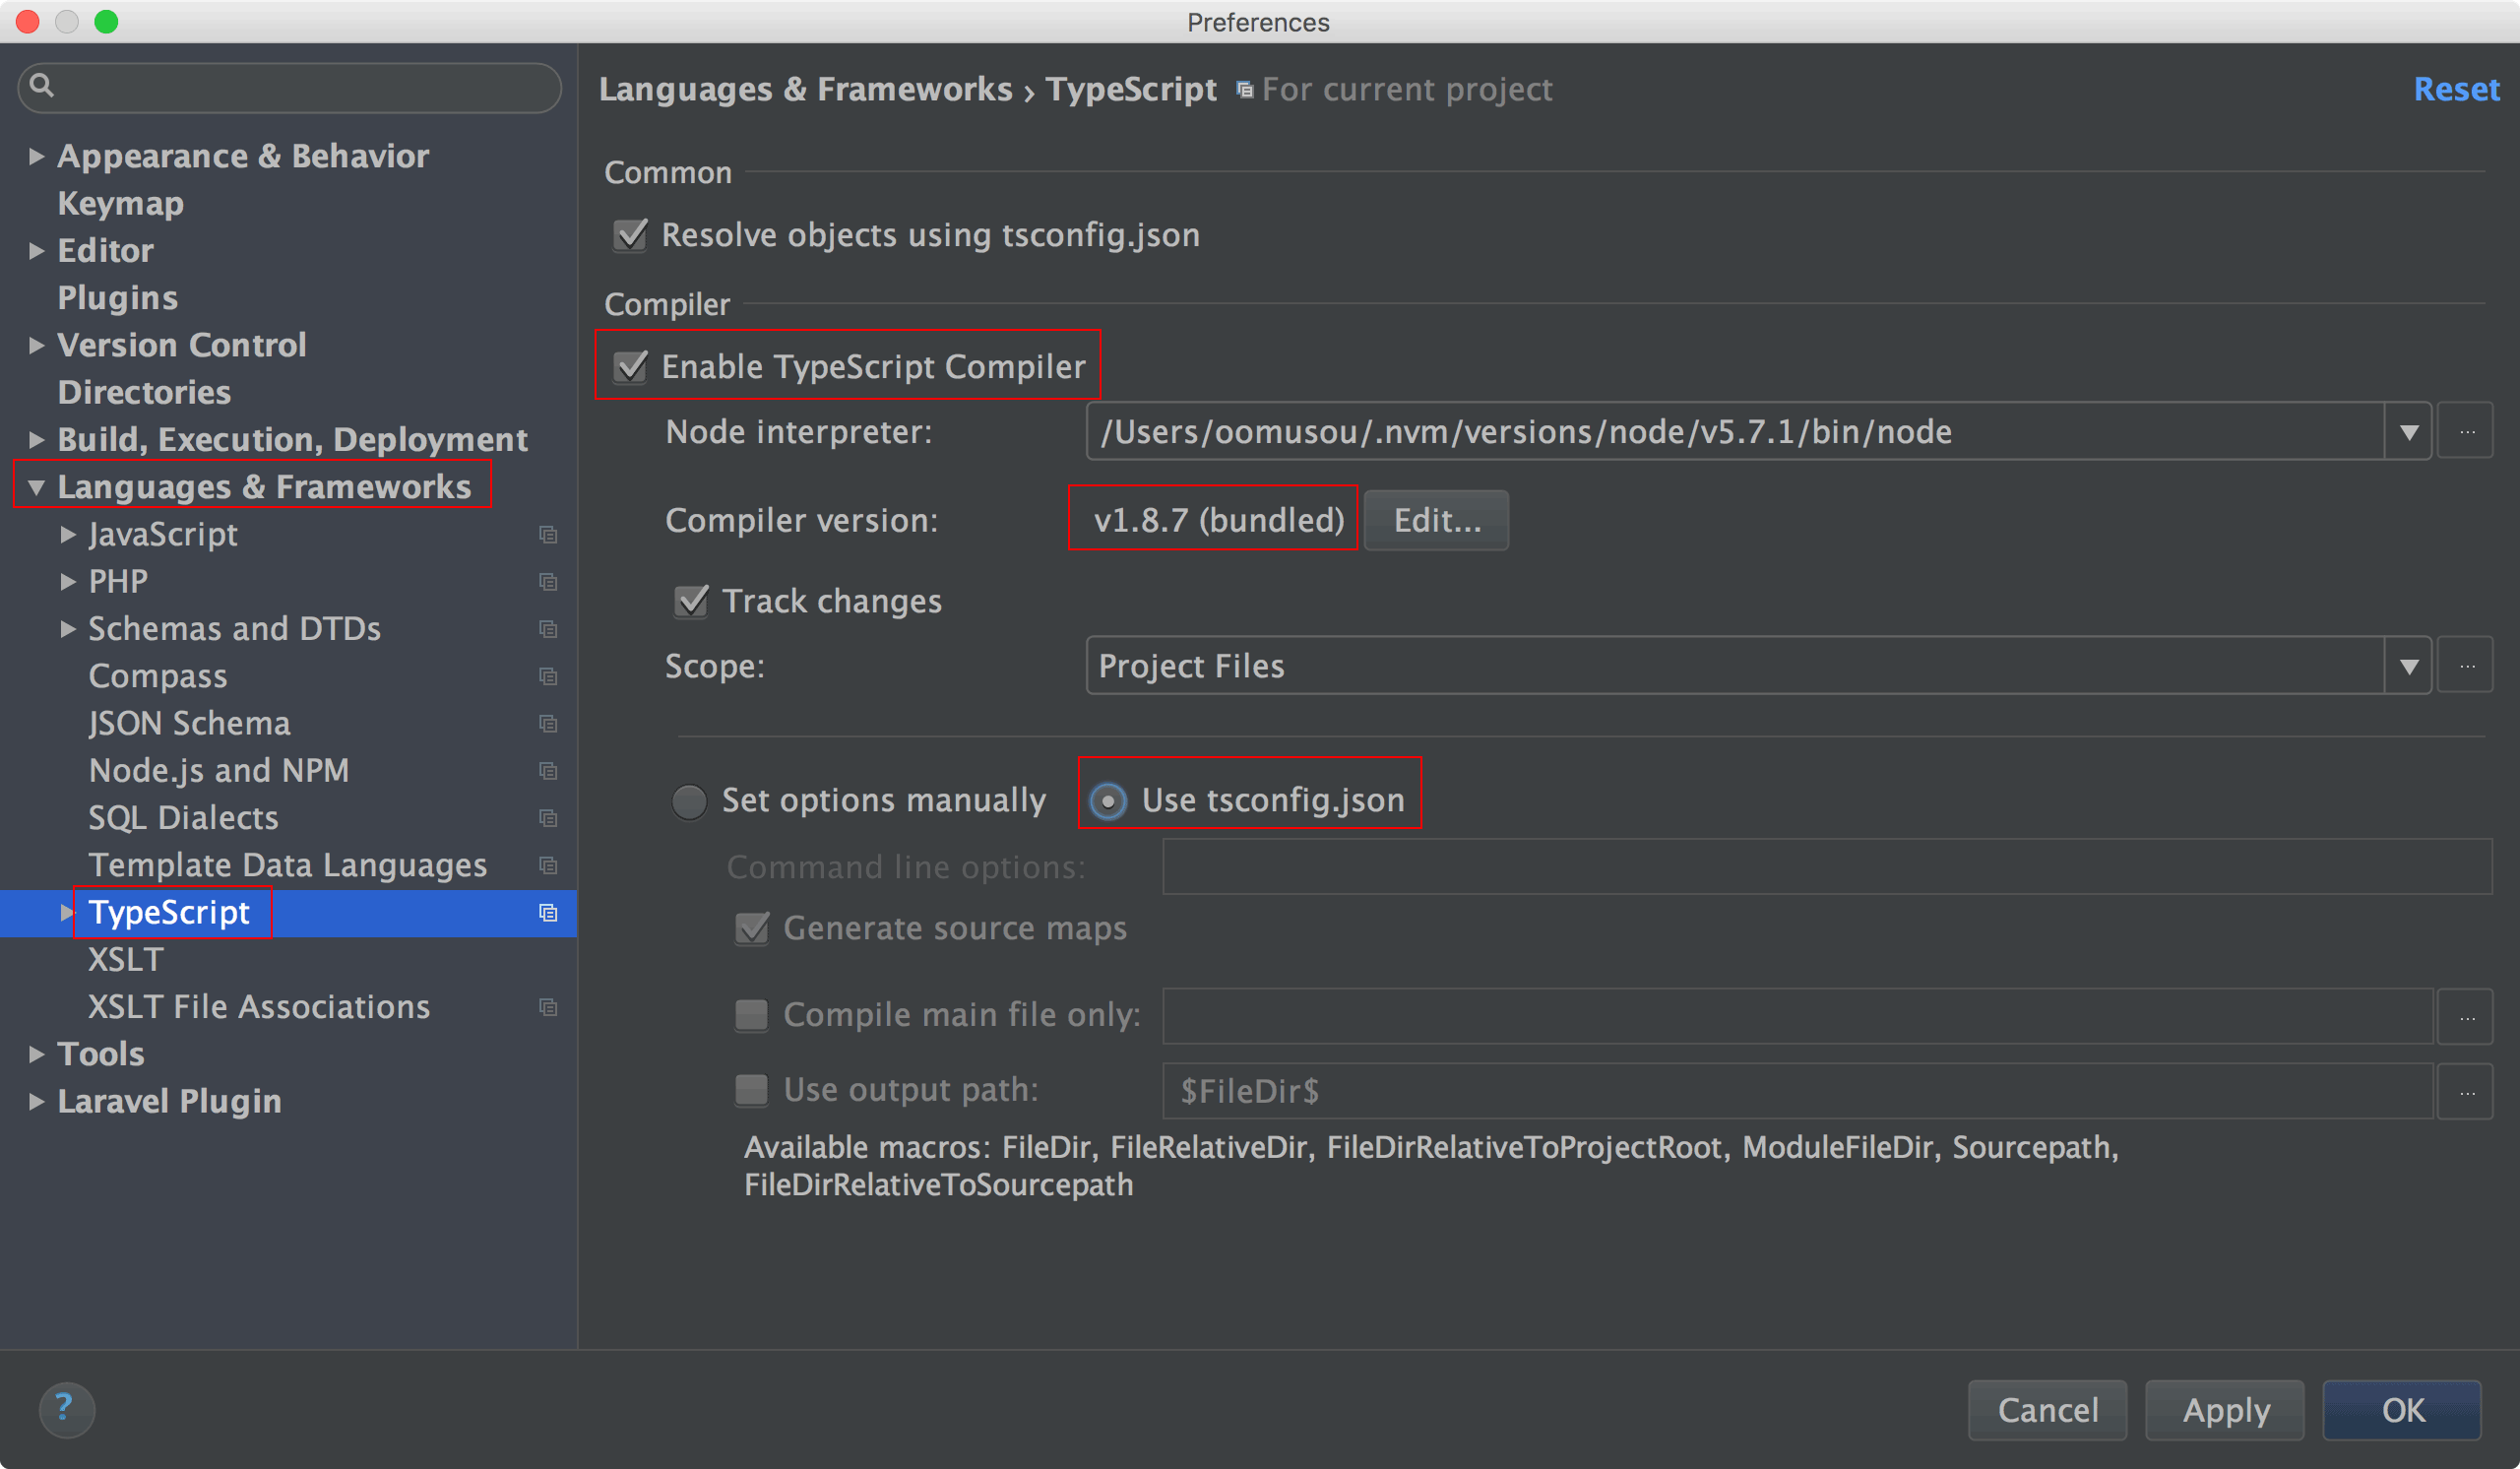 Preferences
Appearance & Behavior
Keymap
Editor
Plugins
Version Control
Directories
Build, Execution, Deployment
Languages & Frameworks
JavaScript
PHP
Schemas and DTDs
Compass
JSON Schema
Node.js and NPM
SQL Dialects
Template Data Languages
TypeScript
XSLT
XSLT File Associations
Tools
Laravel Plugin
Languages & Frameworks › TypeScript For current project Reset
Common
Resolve objects using tsconfig.json
Compiler
Enable TypeScript Compiler
Node interpreter: /Users/oomusou/.nvm/versions/node/v5.7.1/bin/node ...
Compiler version: v1.8.7 (bundled) Edit...
Track changes
Scope: Project Files ...
Set options manually Use tsconfig.json
Command line options:
Generate source maps
Compile main file only: ...
Use output path: $FileDir$ ...
Available macros: FileDir, FileRelativeDir, FileDirRelativeToProjectRoot, ModuleFileDir, Sourcepath,
FileDirRelativeToSourcepath
? Cancel Apply OK